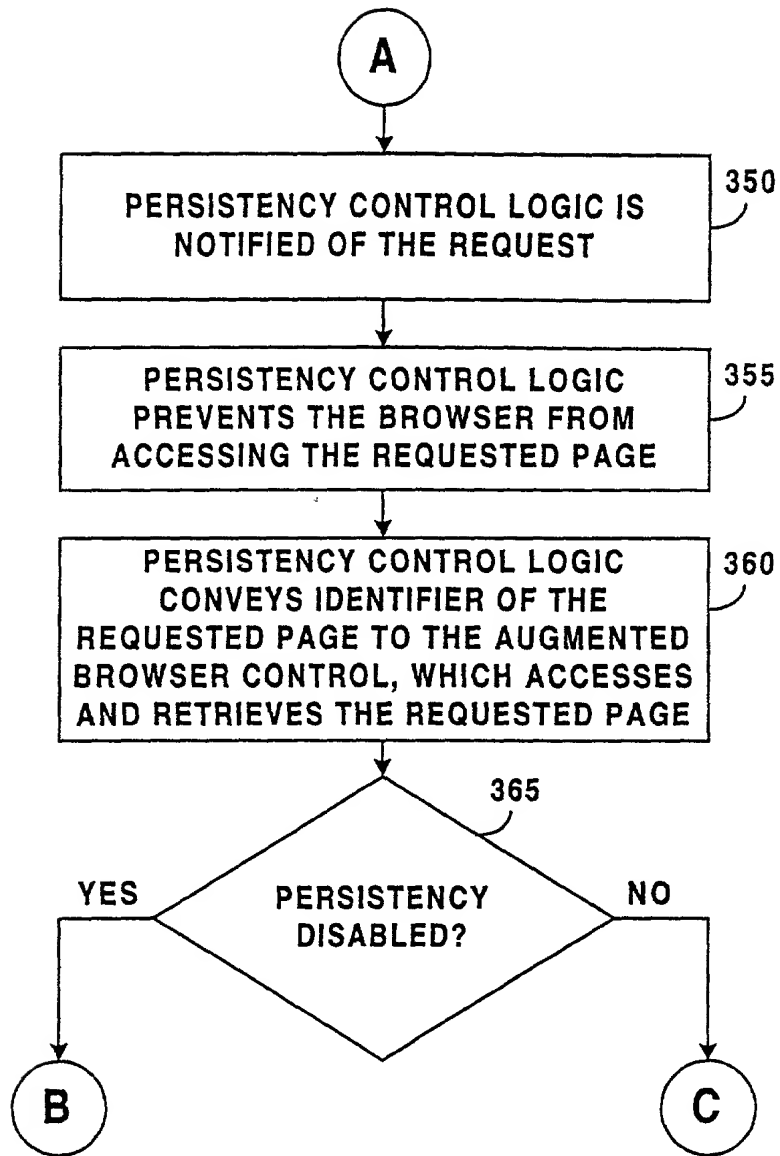 A
PERSISTENCY CONTROL LOGIC IS
NOTIFIED OF THE REQUEST
350
PERSISTENCY CONTROL LOGIC
PREVENTS THE BROWSER FROM
ACCESSING THE REQUESTED PAGE
355
PERSISTENCY CONTROL LOGIC
CONVEYS IDENTIFIER OF THE
REQUESTED PAGE TO THE AUGMENTED
BROWSER CONTROL, WHICH ACCESSES
AND RETRIEVES THE REQUESTED PAGE
360
365
YES
PERSISTENCY
DISABLED?
NO
B
C